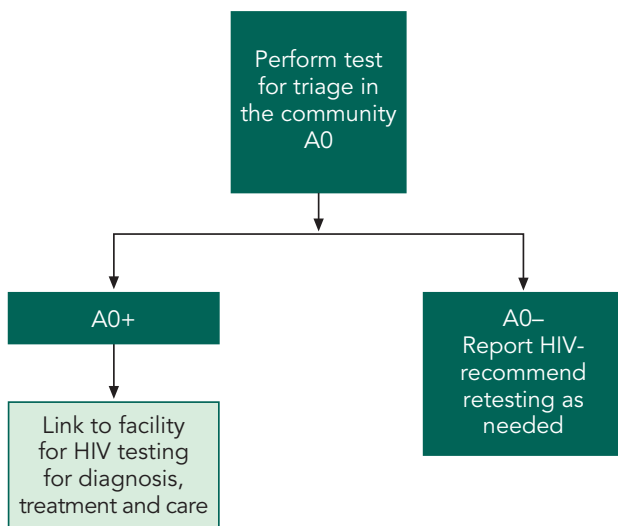 Perform test
for triage in
the community
A0
A0+
A0–
Report HIV-
recommend
retesting as
needed
Link to facility
for HIV testing
for diagnosis,
treatment and care